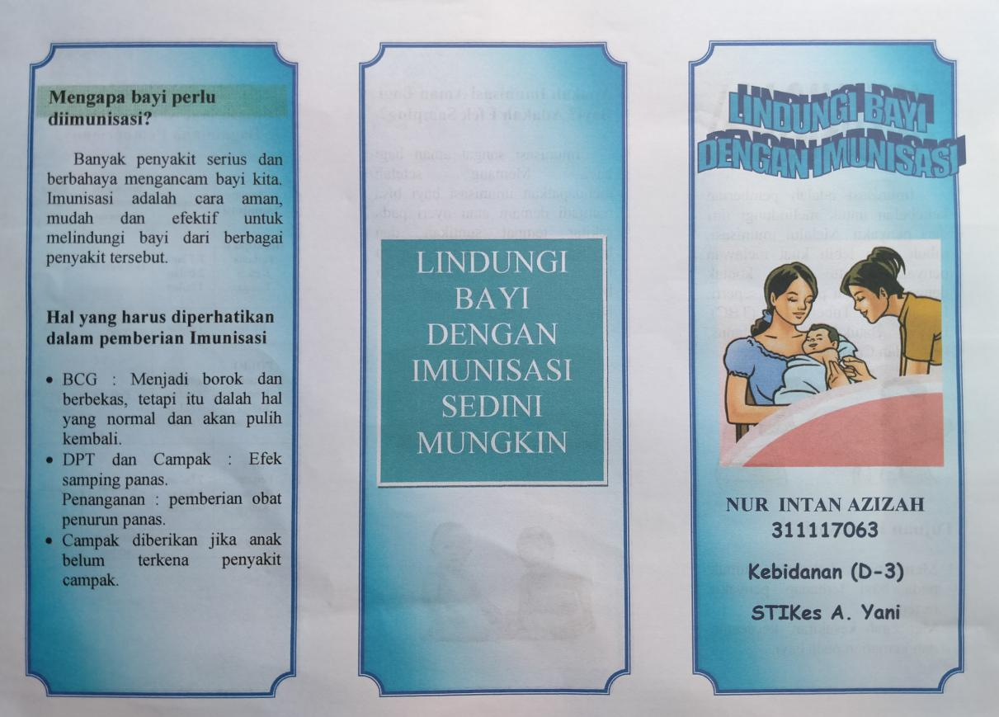 Mengapa bayi perlu
diimunisasi?
Banyak penyakit serius dan
berbahaya mengancam bayi kita.
Imunisasi adalah cara aman,
mudah dan efektif untuk
melindungi bayi dari berbagai
penyakit tersebut.
Hal yang harus diperhatikan
dalam pemberian Imunisasi
• BCG : Menjadi borok dan
berbekas, tetapi itu dalah hal
yang normal dan akan pulih
kembali.
• DPT dan Campak : Efek
samping panas.
Penanganan : pemberian obat
penurun panas.
• Campak diberikan jika anak
belum terkena penyakit
campak.
LINDUNGI
BAYI
DENGAN
IMUNISASI
SEDINI
MUNGKIN
LINDUNGI BAYI
DENGAN IMUNISASI
NUR INTAN AZIZAH
311117063
Kebidanan (D-3)
STIKes A. Yani